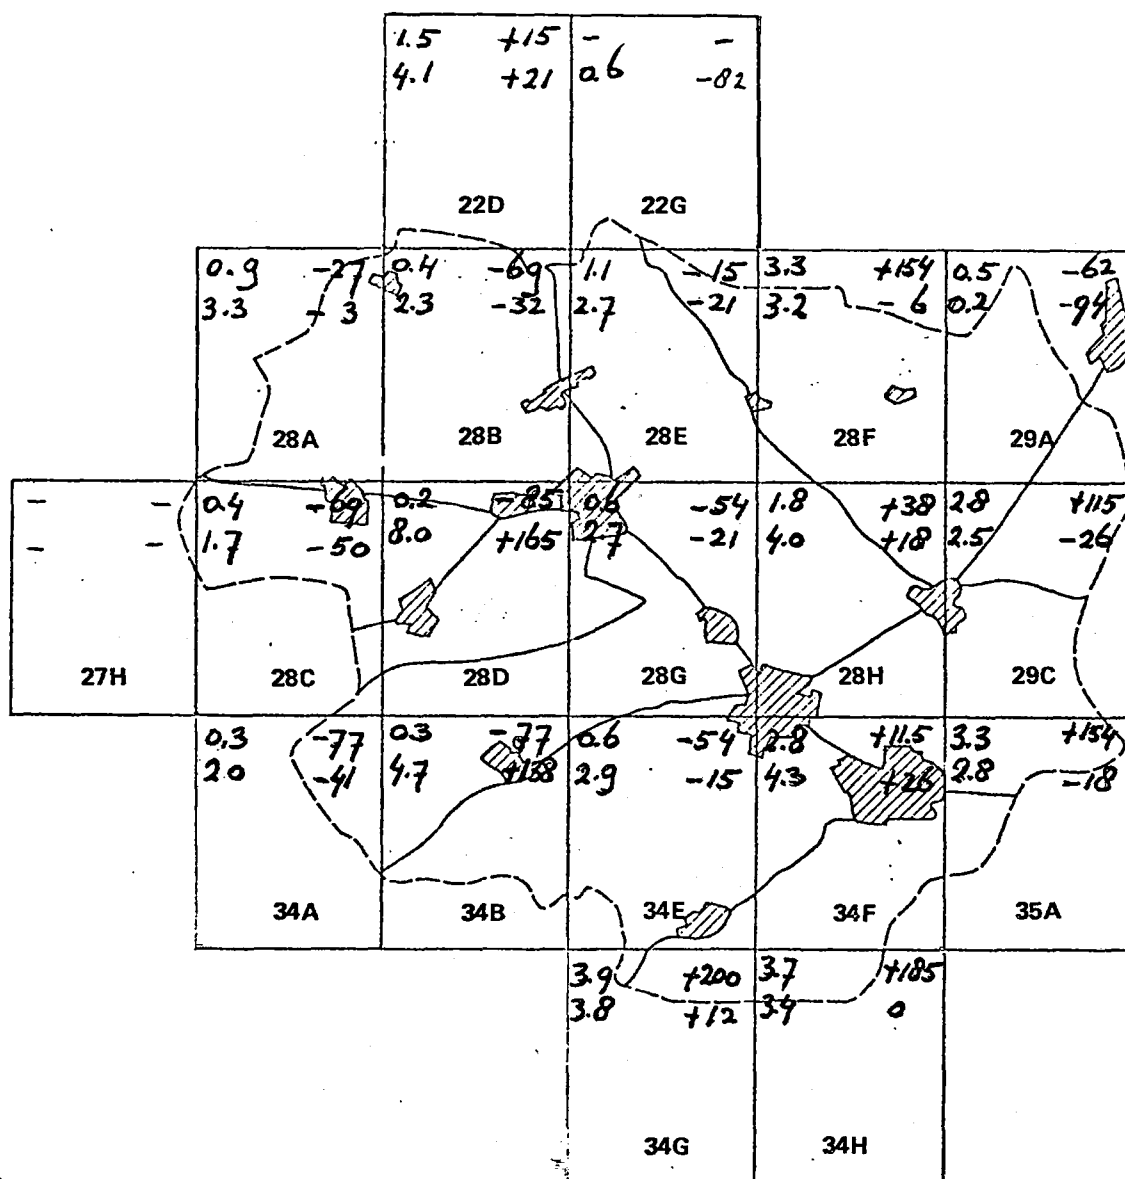 1.5 +15 - -
4.1 +21 0.6 -82
22D 22G
0.9 -27 0.4 -69 1.1 -15 3.3 +154 0.5 -62
3.3 -3 2.3 -32 2.7 -21 3.2 -6 0.2 -94
28A 28B 28E 28F 29A
- - 0.4 -69 0.2 -85 0.6 -54 1.8 +38 2.8 +115
- - 1.7 -50 8.0 +165 2.7 -21 4.0 +18 2.5 -26
27H 28C 28D 28G 28H 29C
0.3 -77 0.3 -77 0.6 -54 2.8 +11.5 3.3 +154
2.0 -41 4.7 +138 2.9 -15 4.3 +26 2.8 -18
34A 34B 34E 34F 35A
3.9 +200 3.7 +185
3.8 +12 3.4 0
34G 34H